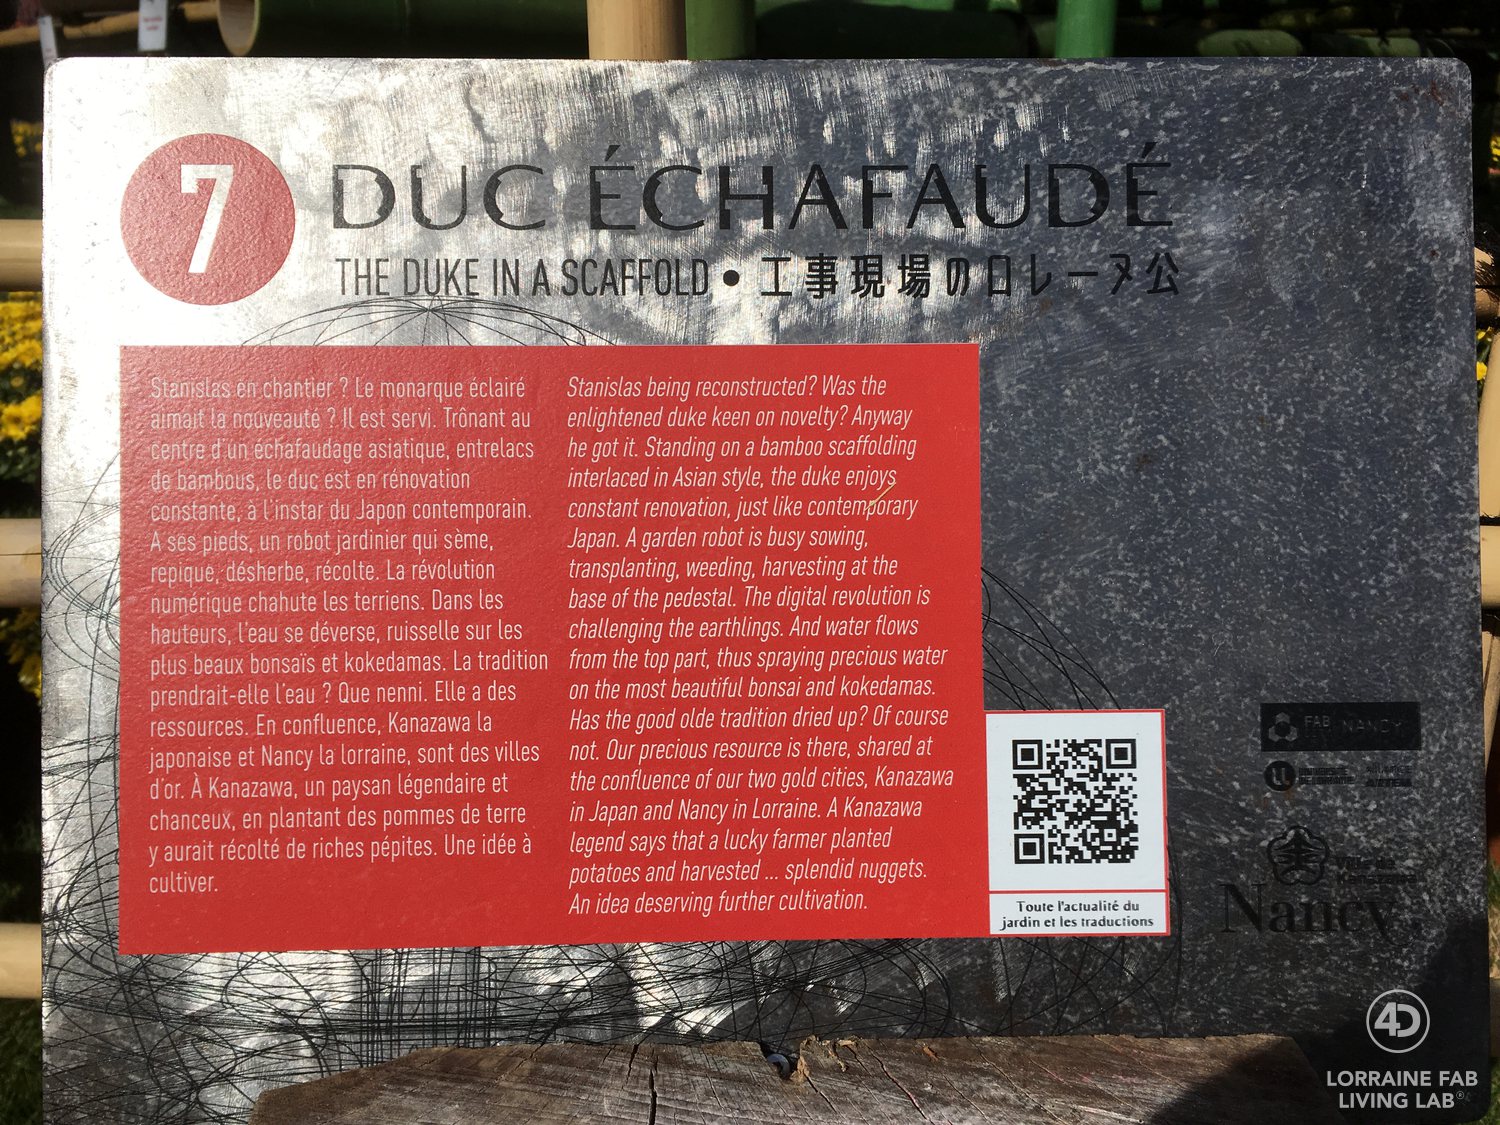 7
DUC ÉCHAFAUDÉ
THE DUKE IN A SCAFFOLD • 工事現場のロレーヌ公
Stanislas en chantier ? Le monarque éclairé
aimait la nouveauté ? Il est servi. Trônant au
centre d'un échafaudage asiatique, entrelacs
de bambous, le duc est en rénovation
constante, à l'instar du Japon contemporain.
A ses pieds, un robot jardinier qui sème,
repique, désherbe, récolte. La révolution
numérique chahute les terriens. Dans les
hauteurs, l'eau se déverse, ruisselle sur les
plus beaux bonsaïs et kokedamas. La tradition
prendrait-elle l'eau ? Que nenni. Elle a des
ressources. En confluence, Kanazawa la
japonaise et Nancy la lorraine, sont des villes
d'or. À Kanazawa, un paysan légendaire et
chanceux, en plantant des pommes de terre
y aurait récolté de riches pépites. Une idée à
cultiver.
Stanislas being reconstructed? Was the
enlightened duke keen on novelty? Anyway
he got it. Standing on a bamboo scaffolding
interlaced in Asian style, the duke enjoys
constant renovation, just like contemporary
Japan. A garden robot is busy sowing,
transplanting, weeding, harvesting at the
base of the pedestal. The digital revolution is
challenging the earthlings. And water flows
from the top part, thus spraying precious water
on the most beautiful bonsai and kokedamas.
Has the good olde tradition dried up? Of course
not. Our precious resource is there, shared at
the confluence of our two gold cities, Kanazawa
in Japan and Nancy in Lorraine. A Kanazawa
legend says that a lucky farmer planted
potatoes and harvested ... splendid nuggets.
An idea deserving further cultivation.
Toute l'actualité du
jardin et les traductions
FAB NANCY
Ville de
Nancy
4D
LORRAINE FAB
LIVING LAB®